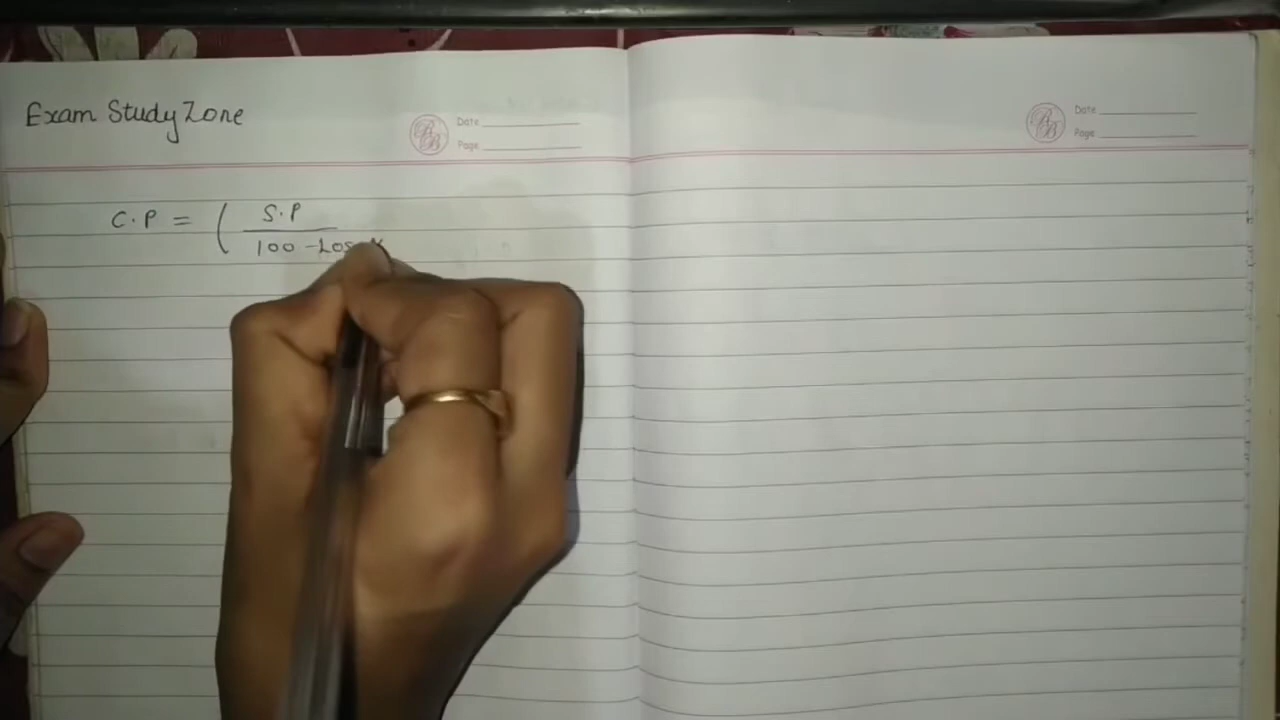 Exam Study Zone
Date
Page
Date
Page
C.P = ( S.P
100 -